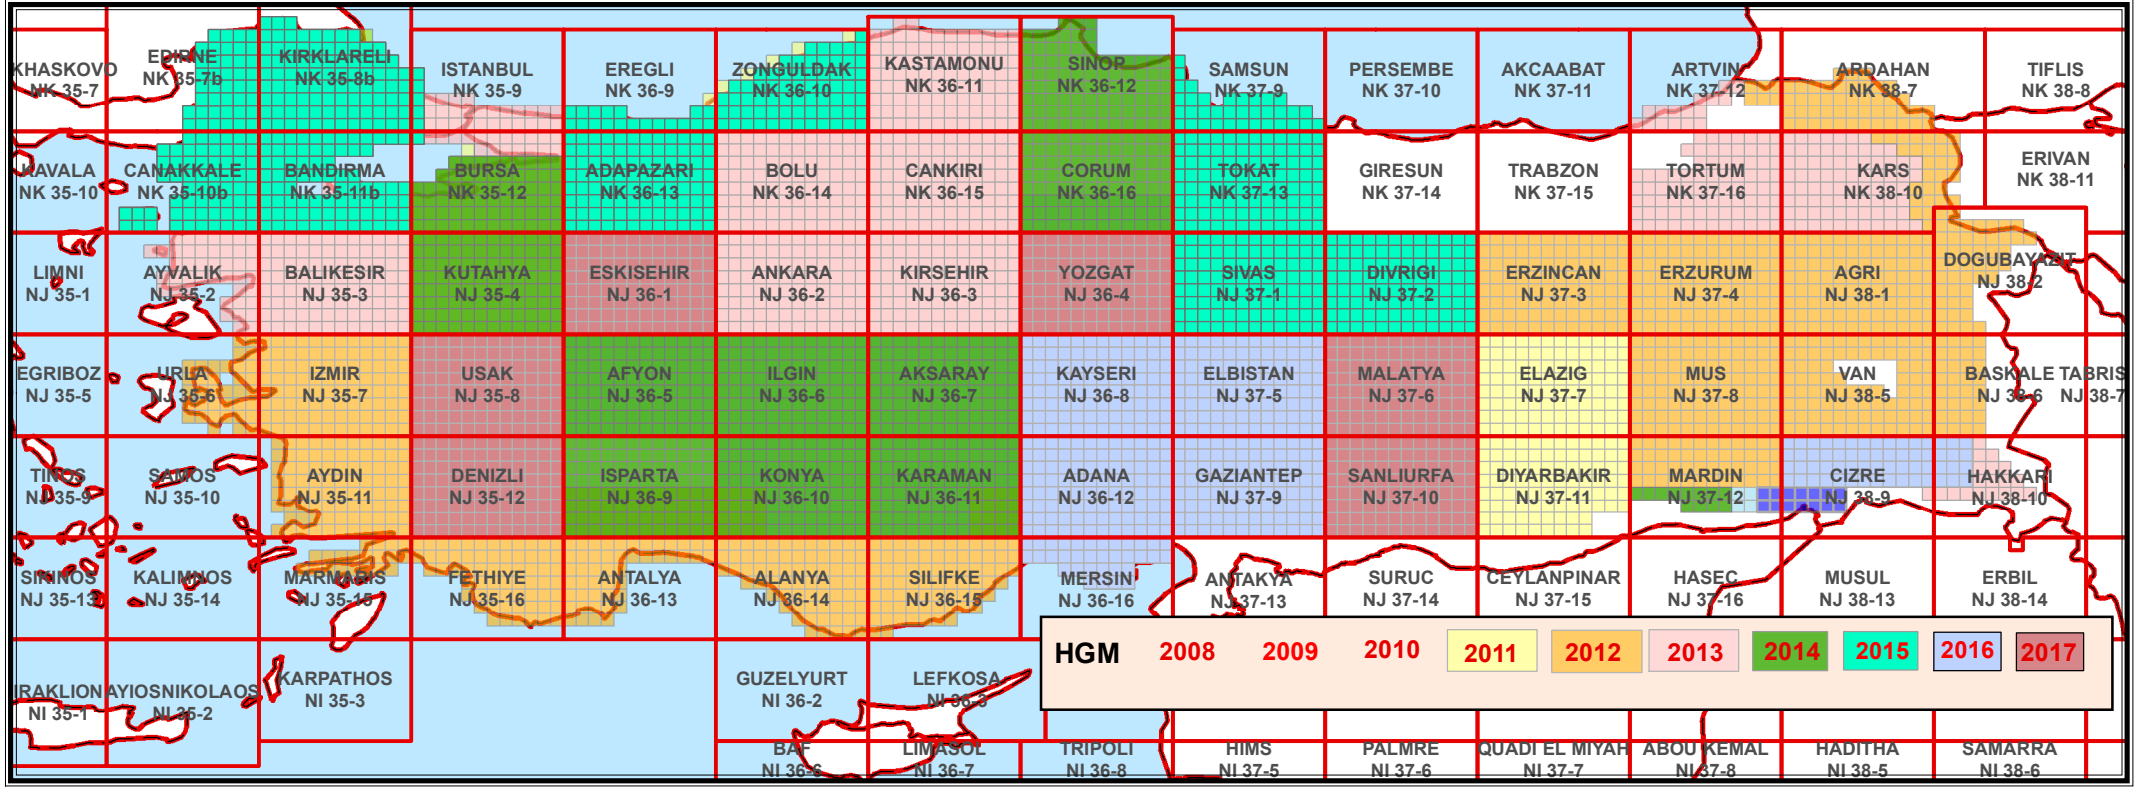 KHASKOVO
NK 35-7
EDIRNE
NK 35-7b
KIRKLARELI
NK 35-8b
ISTANBUL
NK 35-9
EREGLI
NK 36-9
ZONGULDAK
NK 36-10
KASTAMONU
NK 36-11
SINOP
NK 36-12
SAMSUN
NK 37-9
PERSEMBE
NK 37-10
AKCAABAT
NK 37-11
ARTVIN
NK 37-12
ARDAHAN
NK 38-7
TIFLIS
NK 38-8
KAVALA
NK 35-10
CANAKKALE
NK 35-10b
BANDIRMA
NK 35-11b
BURSA
NK 35-12
ADAPAZARI
NK 36-13
BOLU
NK 36-14
CANKIRI
NK 36-15
CORUM
NK 36-16
TOKAT
NK 37-13
GIRESUN
NK 37-14
TRABZON
NK 37-15
TORTUM
NK 37-16
KARS
NK 38-10
ERIVAN
NK 38-11
LIMNI
NJ 35-1
AYVALIK
NJ 35-2
BALIKESIR
NJ 35-3
KUTAHYA
NJ 35-4
ESKISEHIR
NJ 36-1
ANKARA
NJ 36-2
KIRSEHIR
NJ 36-3
YOZGAT
NJ 36-4
SIVAS
NJ 37-1
DIVRIGI
NJ 37-2
ERZINCAN
NJ 37-3
ERZURUM
NJ 37-4
AGRI
NJ 38-1
DOGUBAYAZIT
NJ 38-2
EGRIBOZ
NJ 35-5
URLA
NJ 35-6
IZMIR
NJ 35-7
USAK
NJ 35-8
AFYON
NJ 36-5
ILGIN
NJ 36-6
AKSARAY
NJ 36-7
KAYSERI
NJ 36-8
ELBISTAN
NJ 37-5
MALATYA
NJ 37-6
ELAZIG
NJ 37-7
MUS
NJ 37-8
VAN
NJ 38-5
BASKALE
NJ 38-6
TABRIS
NJ 38-7
TINOS
NJ 35-9
SAMOS
NJ 35-10
AYDIN
NJ 35-11
DENIZLI
NJ 35-12
ISPARTA
NJ 36-9
KONYA
NJ 36-10
KARAMAN
NJ 36-11
ADANA
NJ 36-12
GAZIANTEP
NJ 37-9
SANLIURFA
NJ 37-10
DIYARBAKIR
NJ 37-11
MARDIN
NJ 37-12
CIZRE
NJ 38-9
HAKKARI
NJ 38-10
SIKINOS
NJ 35-13
KALIMNOS
NJ 35-14
MARMARIS
NJ 35-15
FETHIYE
NJ 35-16
ANTALYA
NJ 36-13
ALANYA
NJ 36-14
SILIFKE
NJ 36-15
MERSIN
NJ 36-16
ANTAKYA
NJ 37-13
SURUC
NJ 37-14
CEYLANPINAR
NJ 37-15
HASEC
NJ 37-16
MUSUL
NJ 38-13
ERBIL
NJ 38-14
HGM 2008 2009 2010 2011 2012 2013 2014 2015 2016 2017
IRAKLION
NI 35-1
AYIOSNIKOLAOS
NI 35-2
KARPATHOS
NI 35-3
GUZELYURT
NI 36-2
LEFKOSA
NI 36-3
BAF
NI 36-6
LIMASOL
NI 36-7
TRIPOLI
NI 36-8
HIMS
NI 37-5
PALMRE
NI 37-6
QUADI EL MIYAH
NI 37-7
ABOU KEMAL
NI 37-8
HADITHA
NI 38-5
SAMARRA
NI 38-6